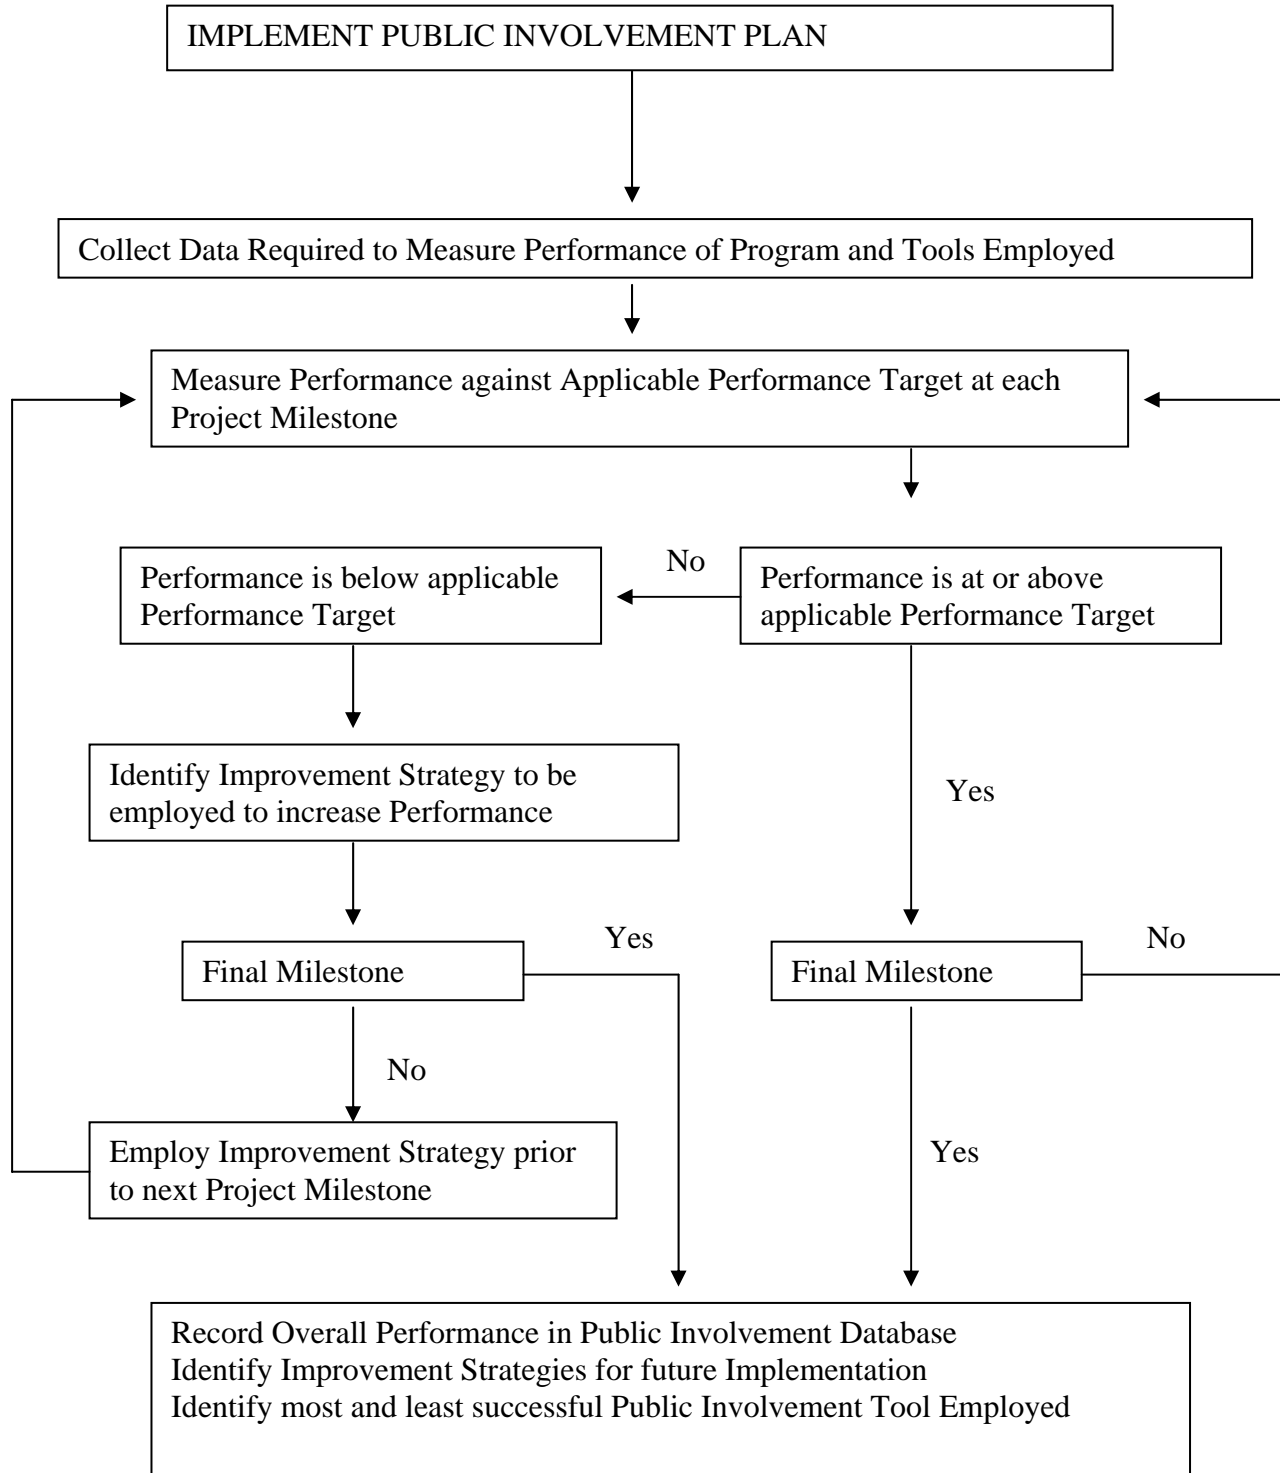 IMPLEMENT PUBLIC INVOLVEMENT PLAN
Collect Data Required to Measure Performance of Program and Tools Employed
Measure Performance against Applicable Performance Target at each
Project Milestone
Performance is below applicable
Performance Target
No
Performance is at or above
applicable Performance Target
Identify Improvement Strategy to be
employed to increase Performance
Yes
Final Milestone
Yes
Final Milestone
No
No
Employ Improvement Strategy prior
to next Project Milestone
Yes
Record Overall Performance in Public Involvement Database
Identify Improvement Strategies for future Implementation
Identify most and least successful Public Involvement Tool Employed